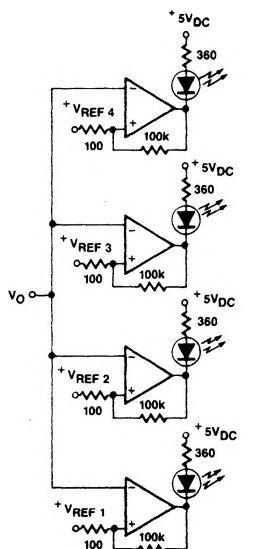 + 5VDC
360
+ VREF 4
100
−
+
100k
+ 5VDC
360
+ VREF 3
100
−
+
100k
VO
+ 5VDC
360
+ VREF 2
100
−
+
100k
+ 5VDC
360
+ VREF 1
100
−
+
100k